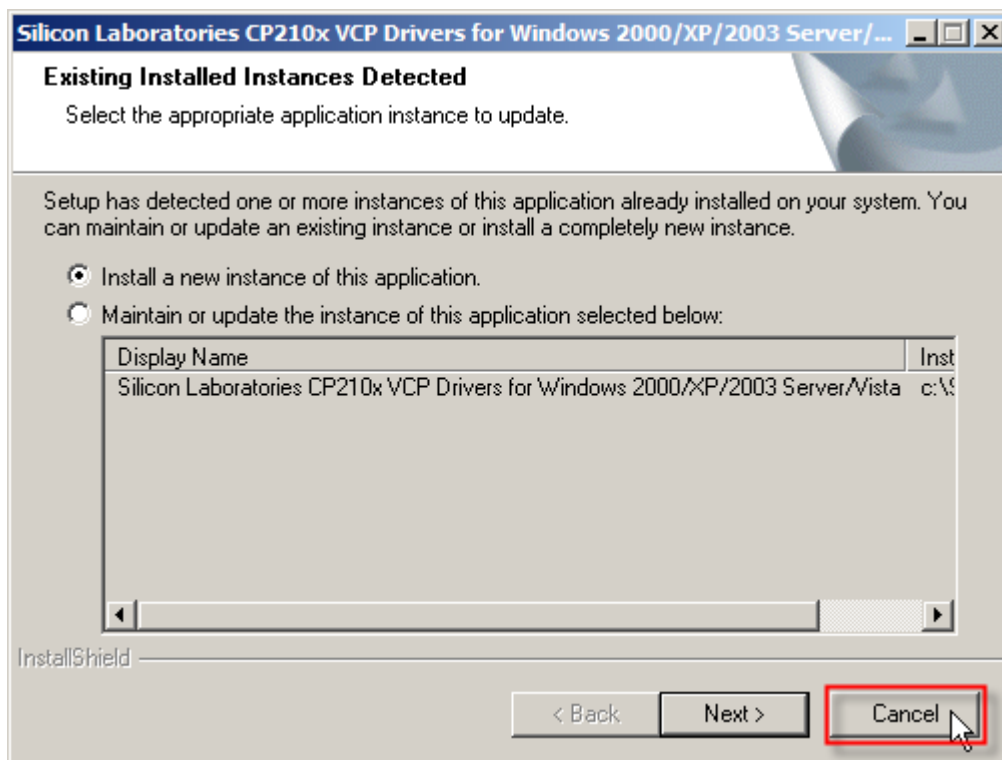 Silicon Laboratories CP210x VCP Drivers for Windows 2000/XP/2003 Server/...
Existing Installed Instances Detected
Select the appropriate application instance to update.
Setup has detected one or more instances of this application already installed on your system. You
can maintain or update an existing instance or install a completely new instance.
Install a new instance of this application.
Maintain or update the instance of this application selected below:
Display Name Inst
Silicon Laboratories CP210x VCP Drivers for Windows 2000/XP/2003 Server/Vista c:\S
InstallShield
< Back Next > Cancel